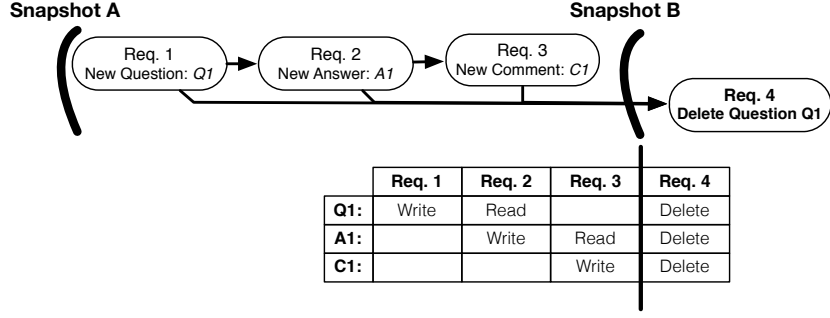 Snapshot A
Snapshot B
Req. 1
New Question: Q1
Req. 2
New Answer: A1
Req. 3
New Comment: C1
Req. 4
Delete Question Q1
Req. 1 Req. 2 Req. 3 Req. 4
Q1: Write Read Delete
A1: Write Read Delete
C1: Write Delete